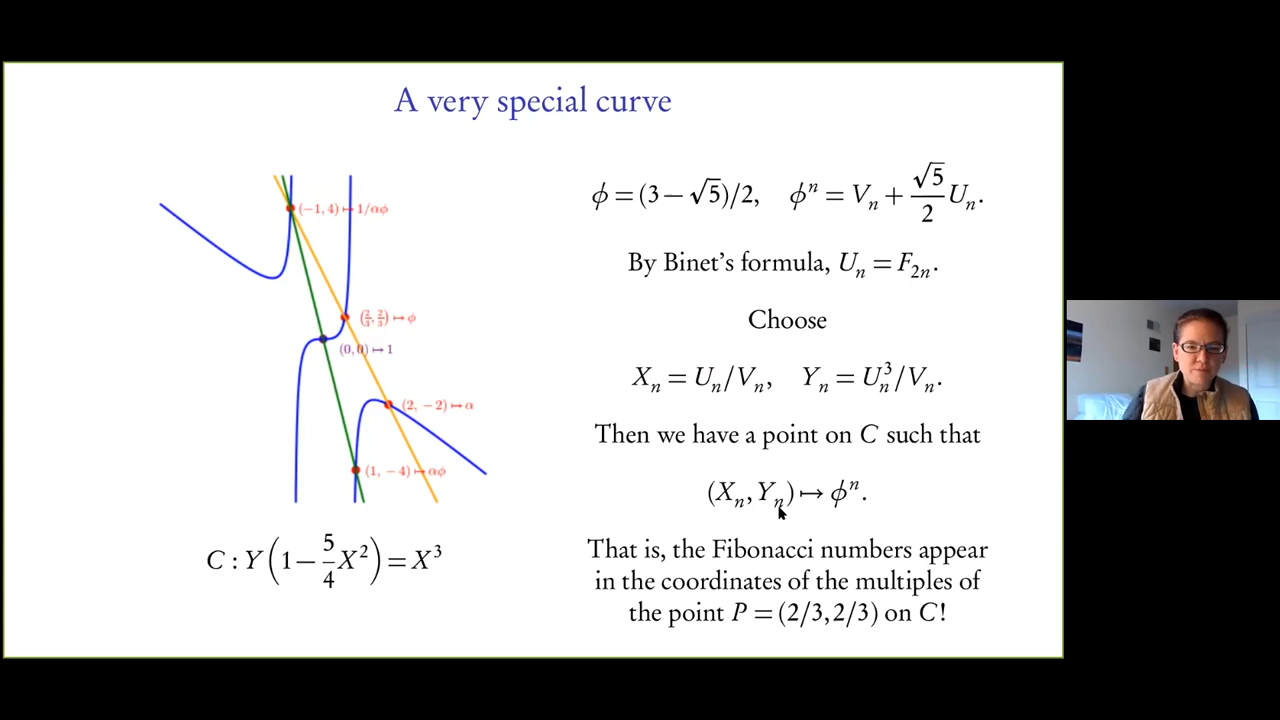 A very special curve
(−1, 4) ↦ 1/αϕ
(2/3, 2/3) ↦ ϕ
(0, 0) ↦ 1
(2, −2) ↦ α
(1, −4) ↦ αϕ
C : Y(1 − 5/4 X²) = X³
ϕ = (3 − √5)/2, ϕⁿ = Vₙ + √5/2 Uₙ.
By Binet's formula, Uₙ = F₂ₙ.
Choose
Xₙ = Uₙ/Vₙ, Yₙ = Uₙ³/Vₙ.
Then we have a point on C such that
(Xₙ, Yₙ) ↦ ϕⁿ.
That is, the Fibonacci numbers appear
in the coordinates of the multiples of
the point P = (2/3, 2/3) on C!